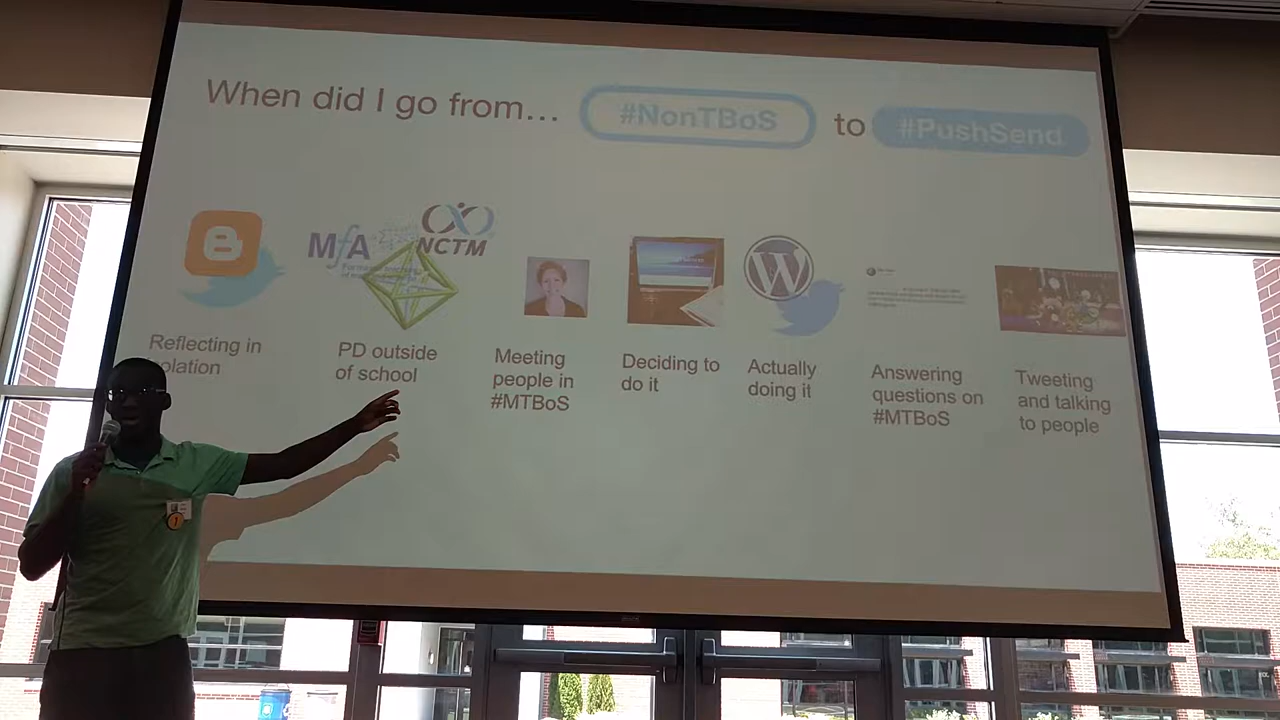 When did I go from... #NonTBoS to #PushSend
MfA
NCTM
Reflecting in
isolation
PD outside
of school
Meeting
people in
#MTBoS
Deciding to
do it
Actually
doing it
Answering
questions on
#MTBoS
Tweeting
and talking
to people